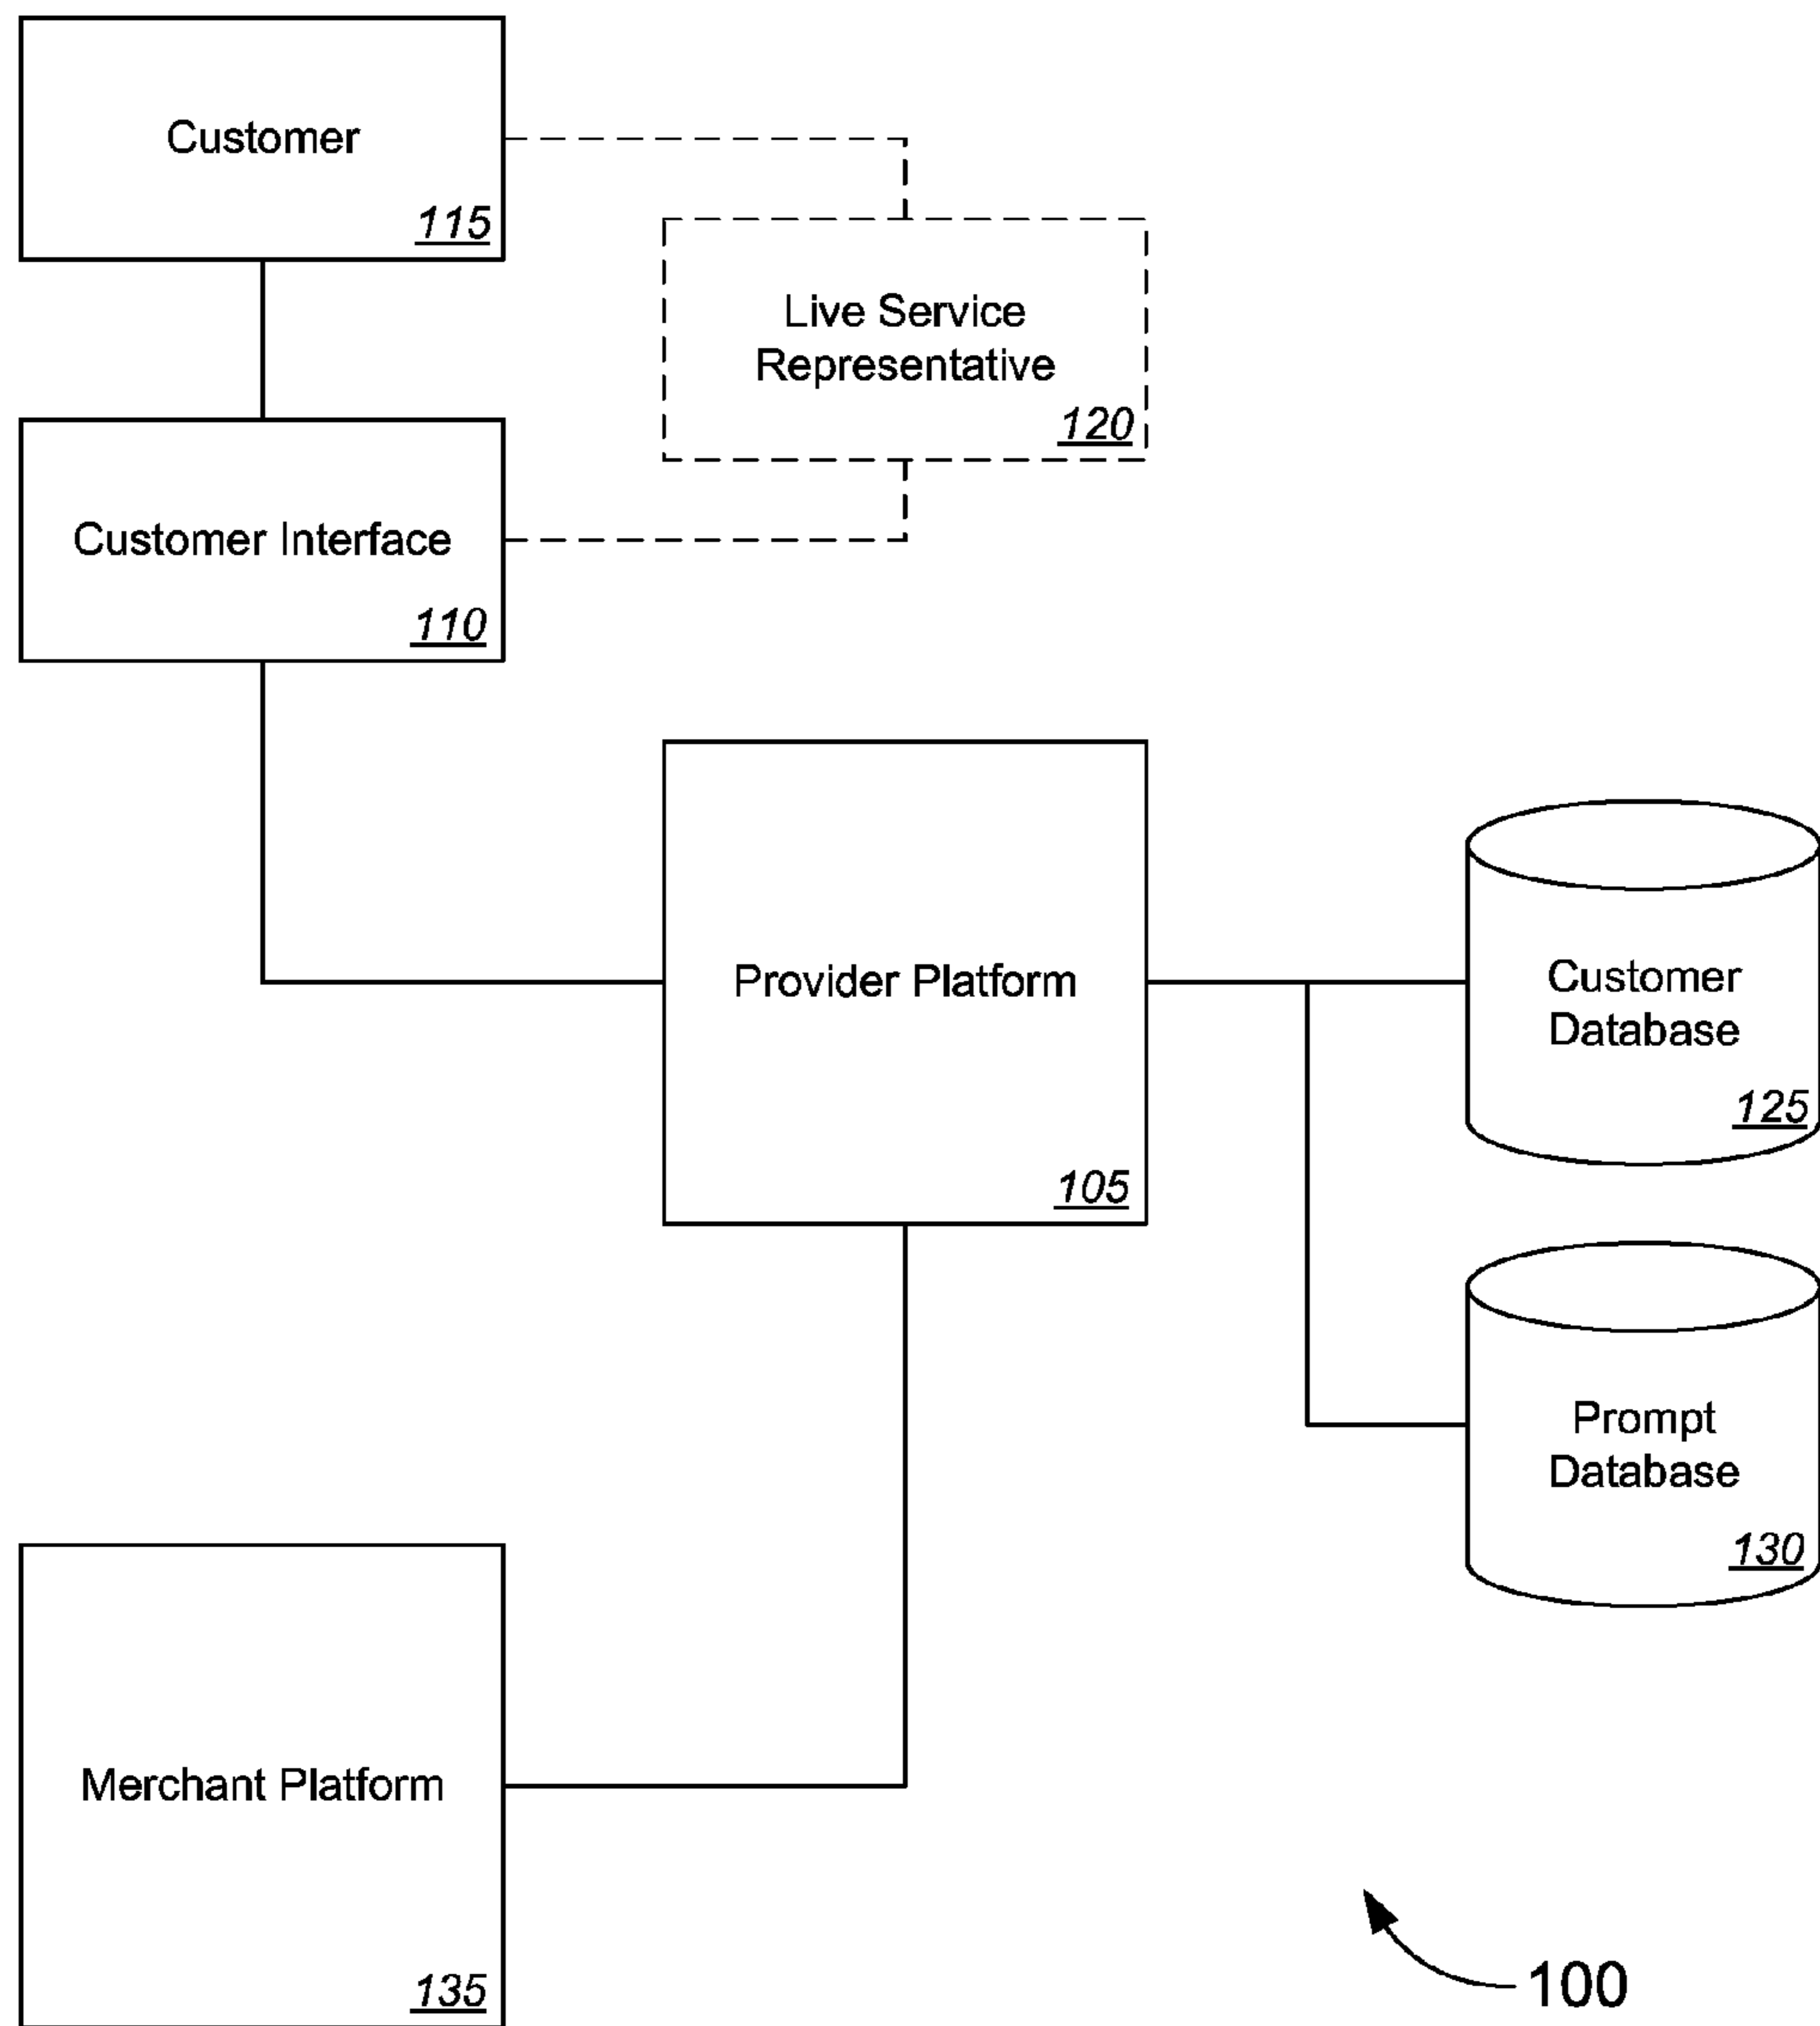 Customer
115
Live Service
Representative
120
Customer Interface
110
Provider Platform
105
Customer
Database
125
Prompt
Database
130
Merchant Platform
135
100